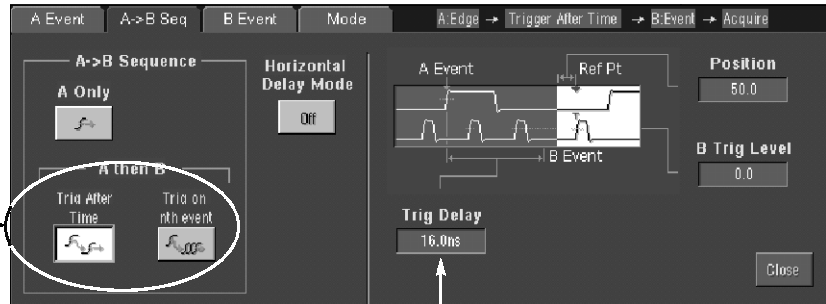 A Event
A->B Seq
B Event
Mode
A:Edge → Trigger After Time → B:Event → Acquire
A->B Sequence
A Only
Horizontal
Delay Mode
Off
A then B
Trig After
Time
Trig on
nth event
A Event
Ref Pt
B Event
Trig Delay
16.0ns
Position
50.0
B Trig Level
0.0
Close